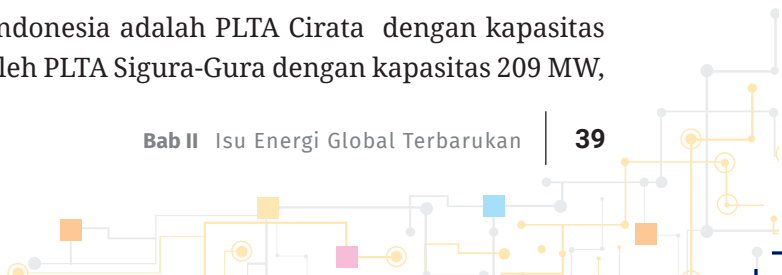 ndonesia adalah PLTA Cirata dengan kapasitas
leh PLTA Sigura-Gura dengan kapasitas 209 MW,
Bab II Isu Energi Global Terbarukan 39